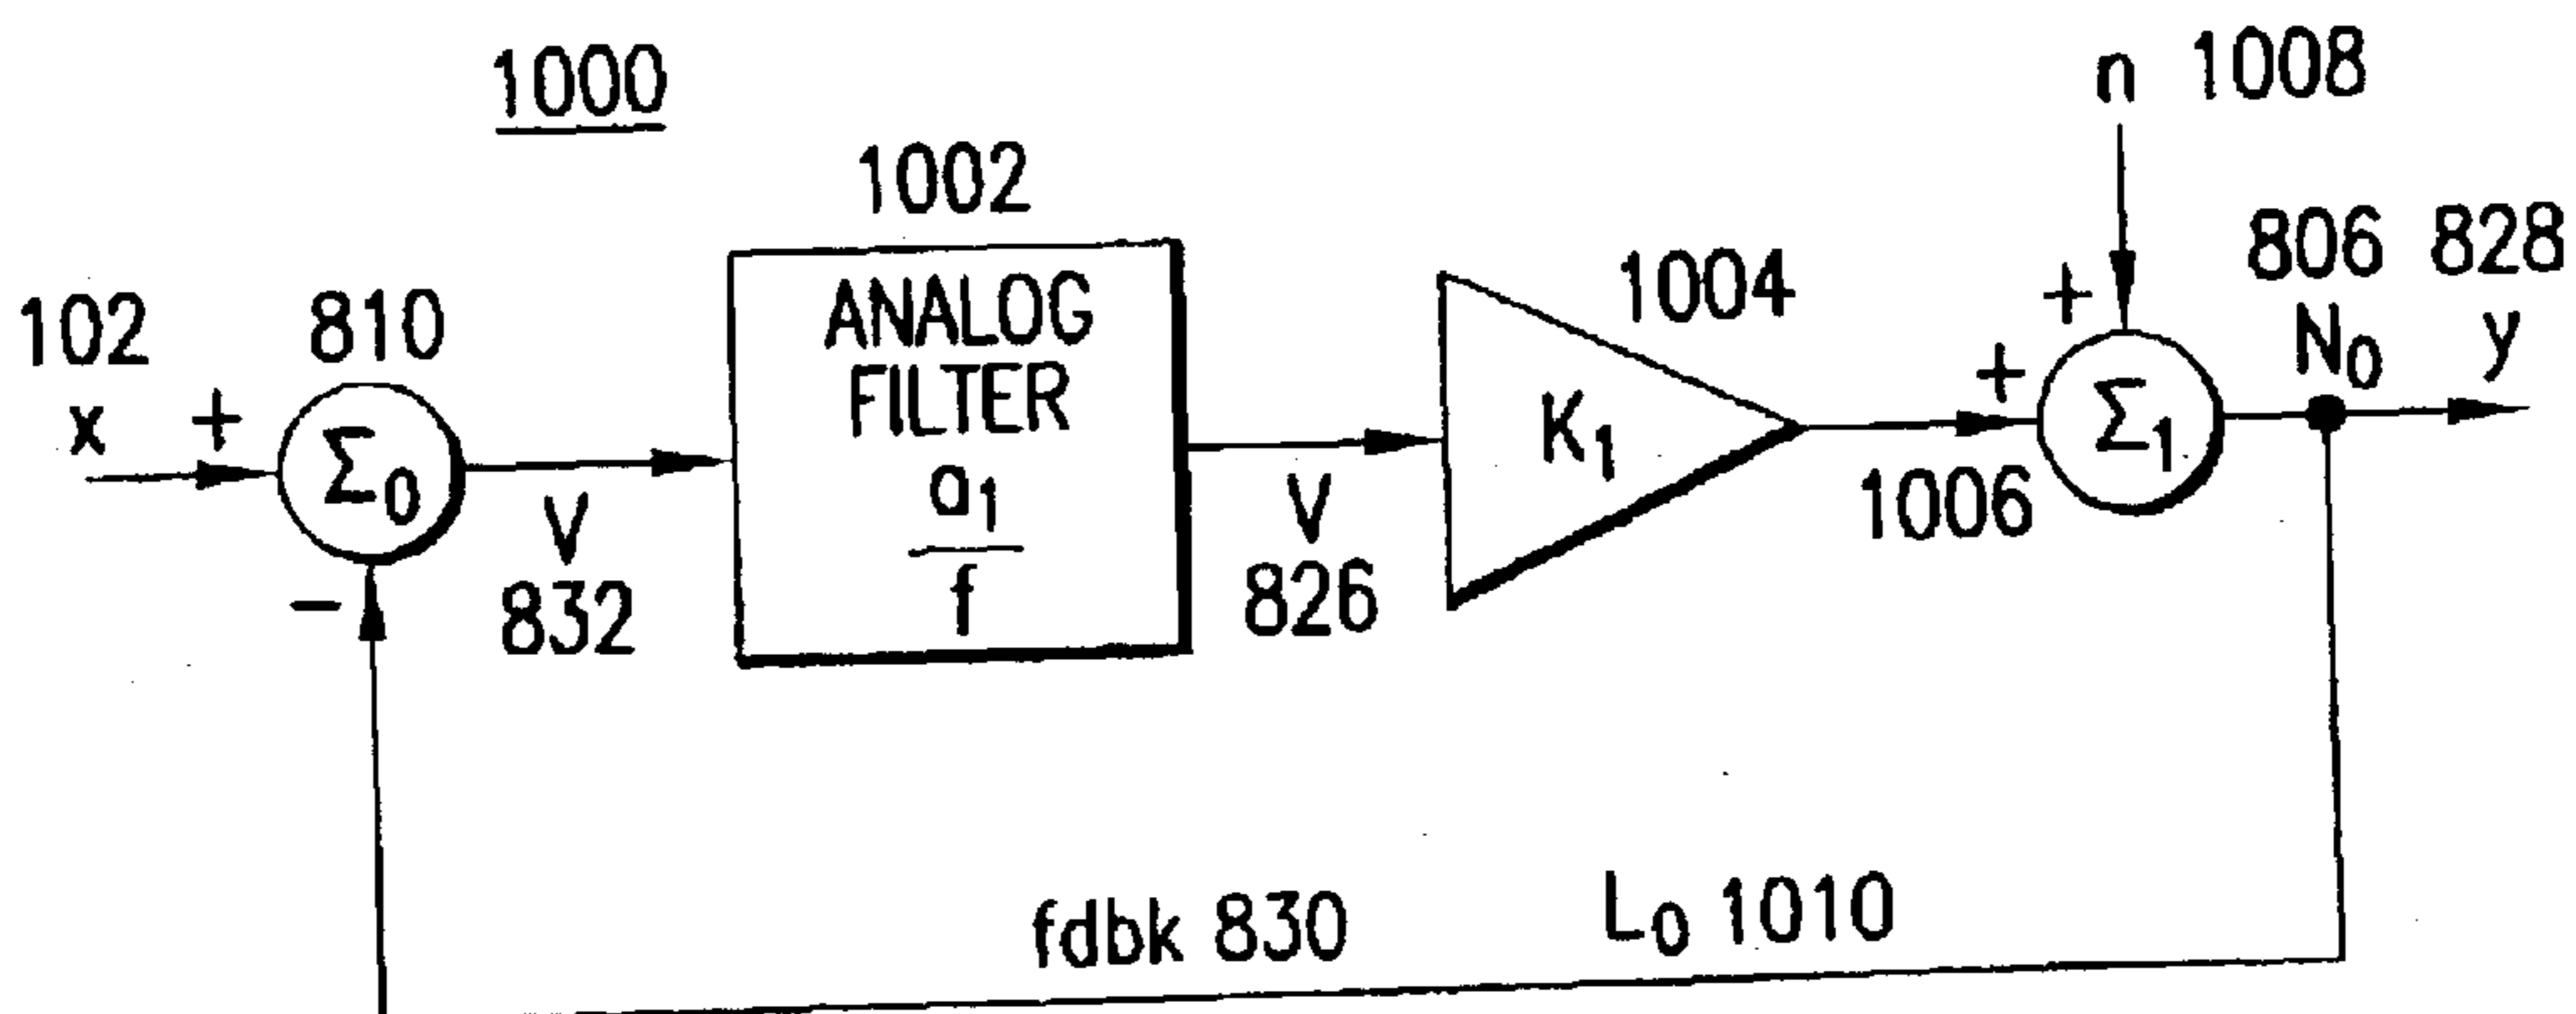 1000
n 1008
1002
806 828
N0 y
1004
102
810
x +
Σ0
-
V
832
ANALOG
FILTER
a1
f
V
826
K1
+
+
1006
Σ1
fdbk 830
L0 1010